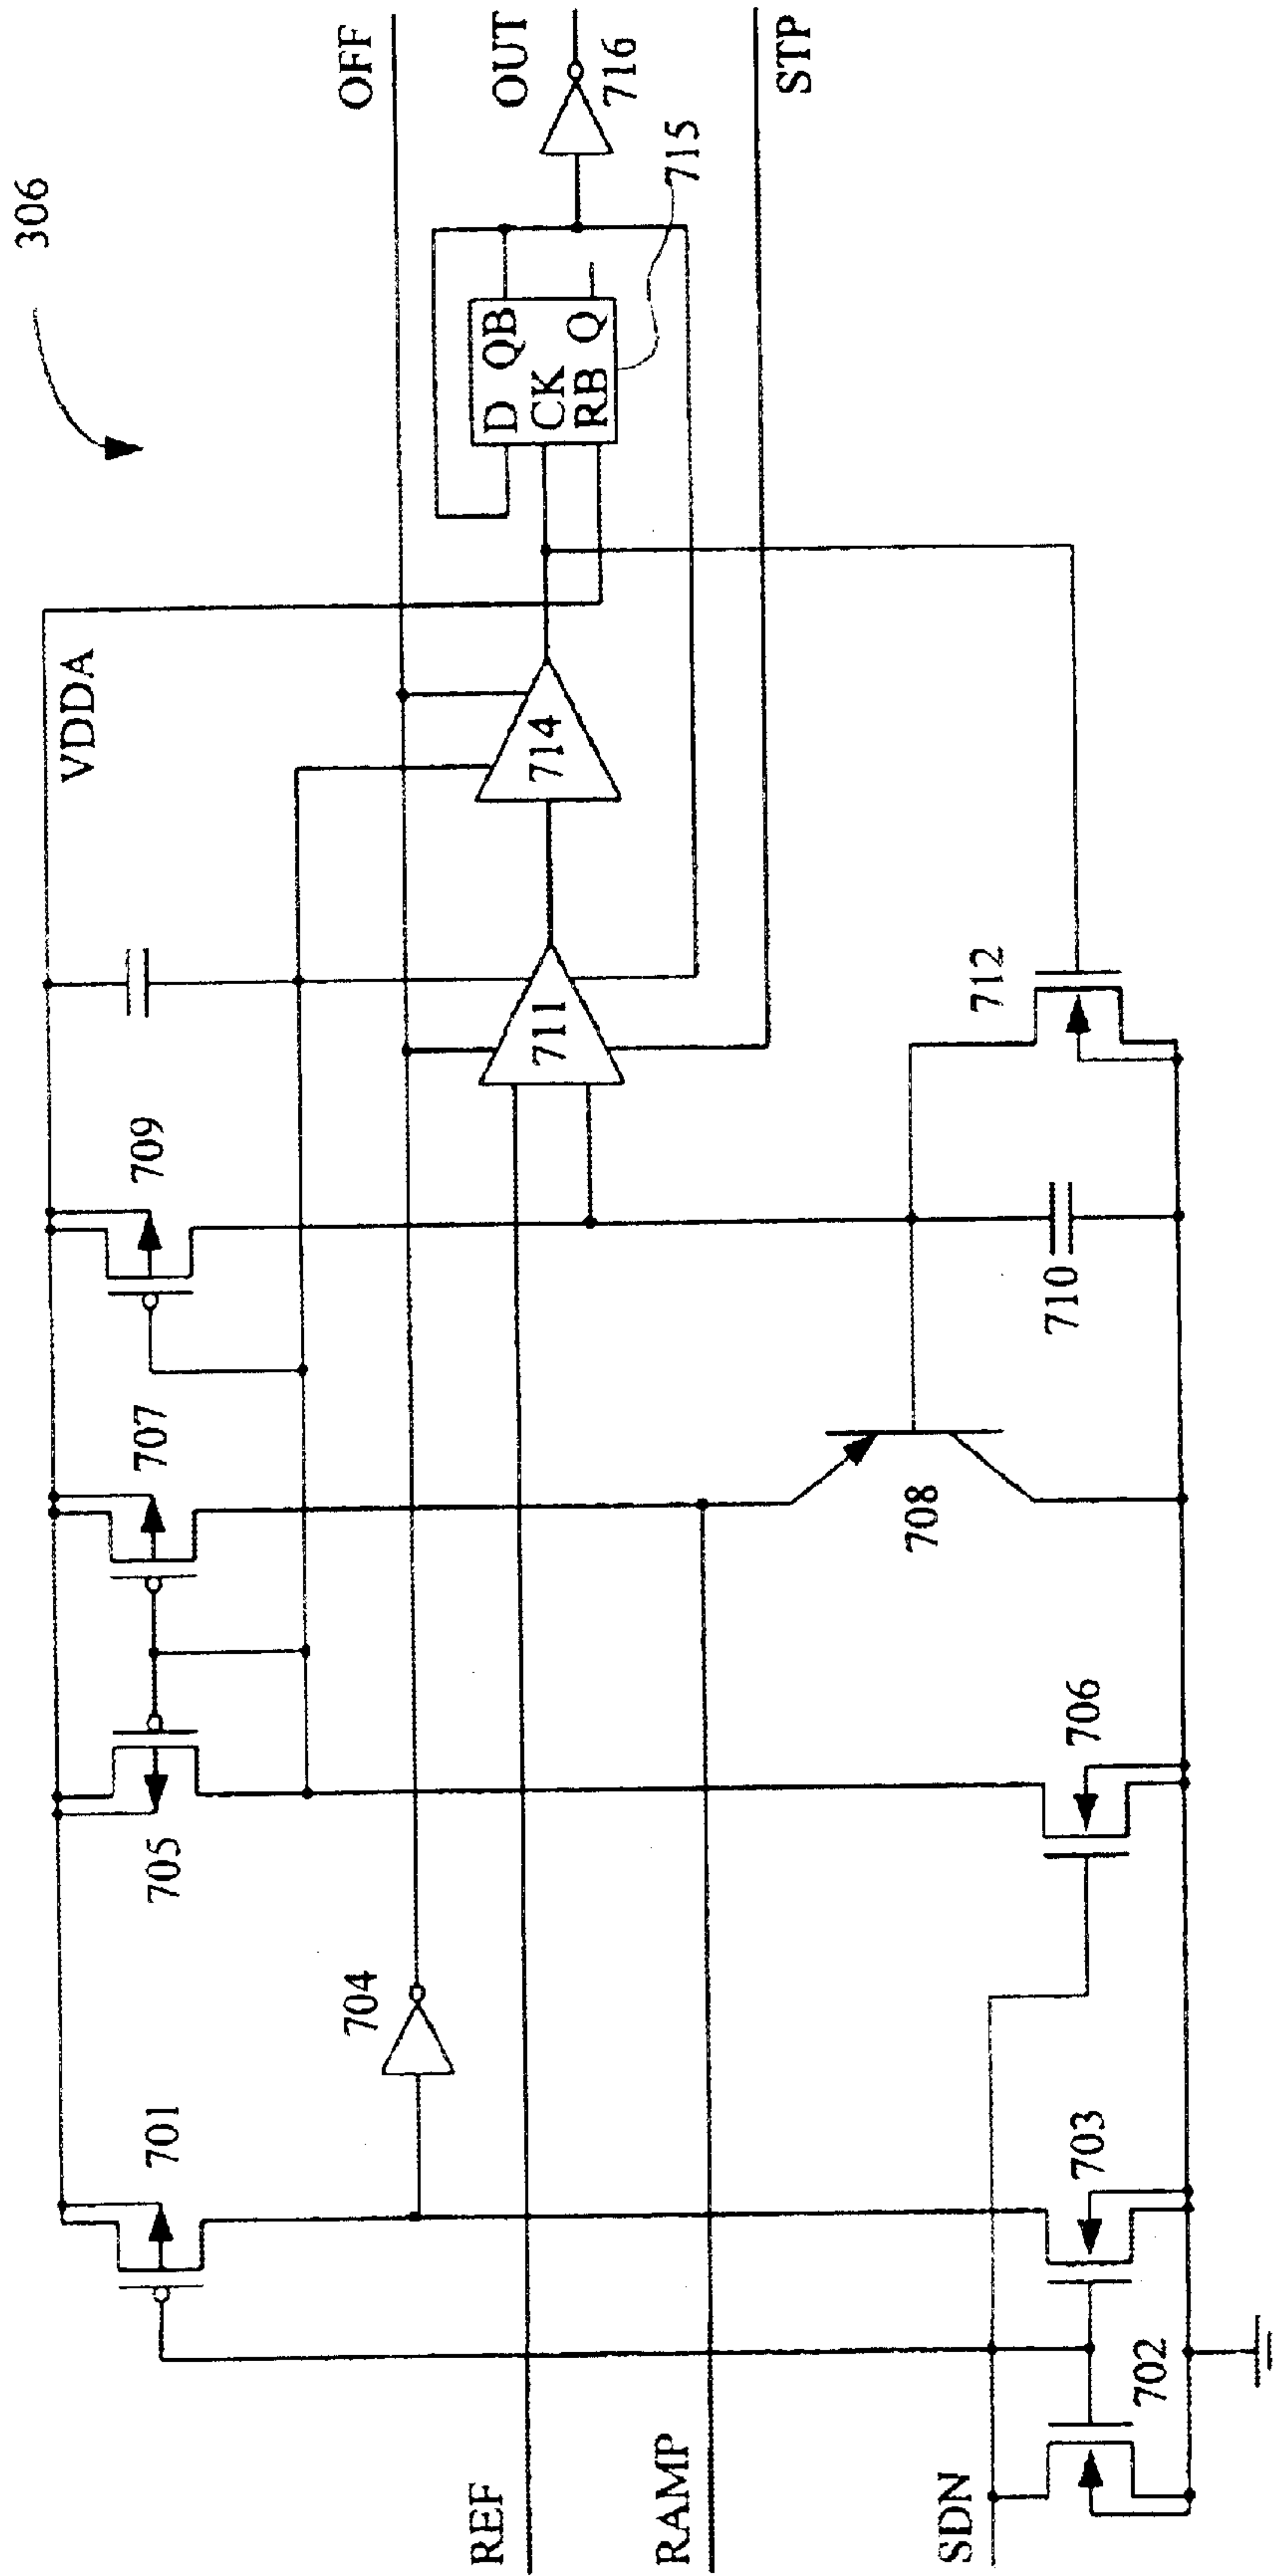 306
VDDA
OFF
OUT
STP
716
715
D QB
CK
RB Q
714
711
709
707
705
701
704
712
710
708
706
703
702
REF
RAMP
SDN